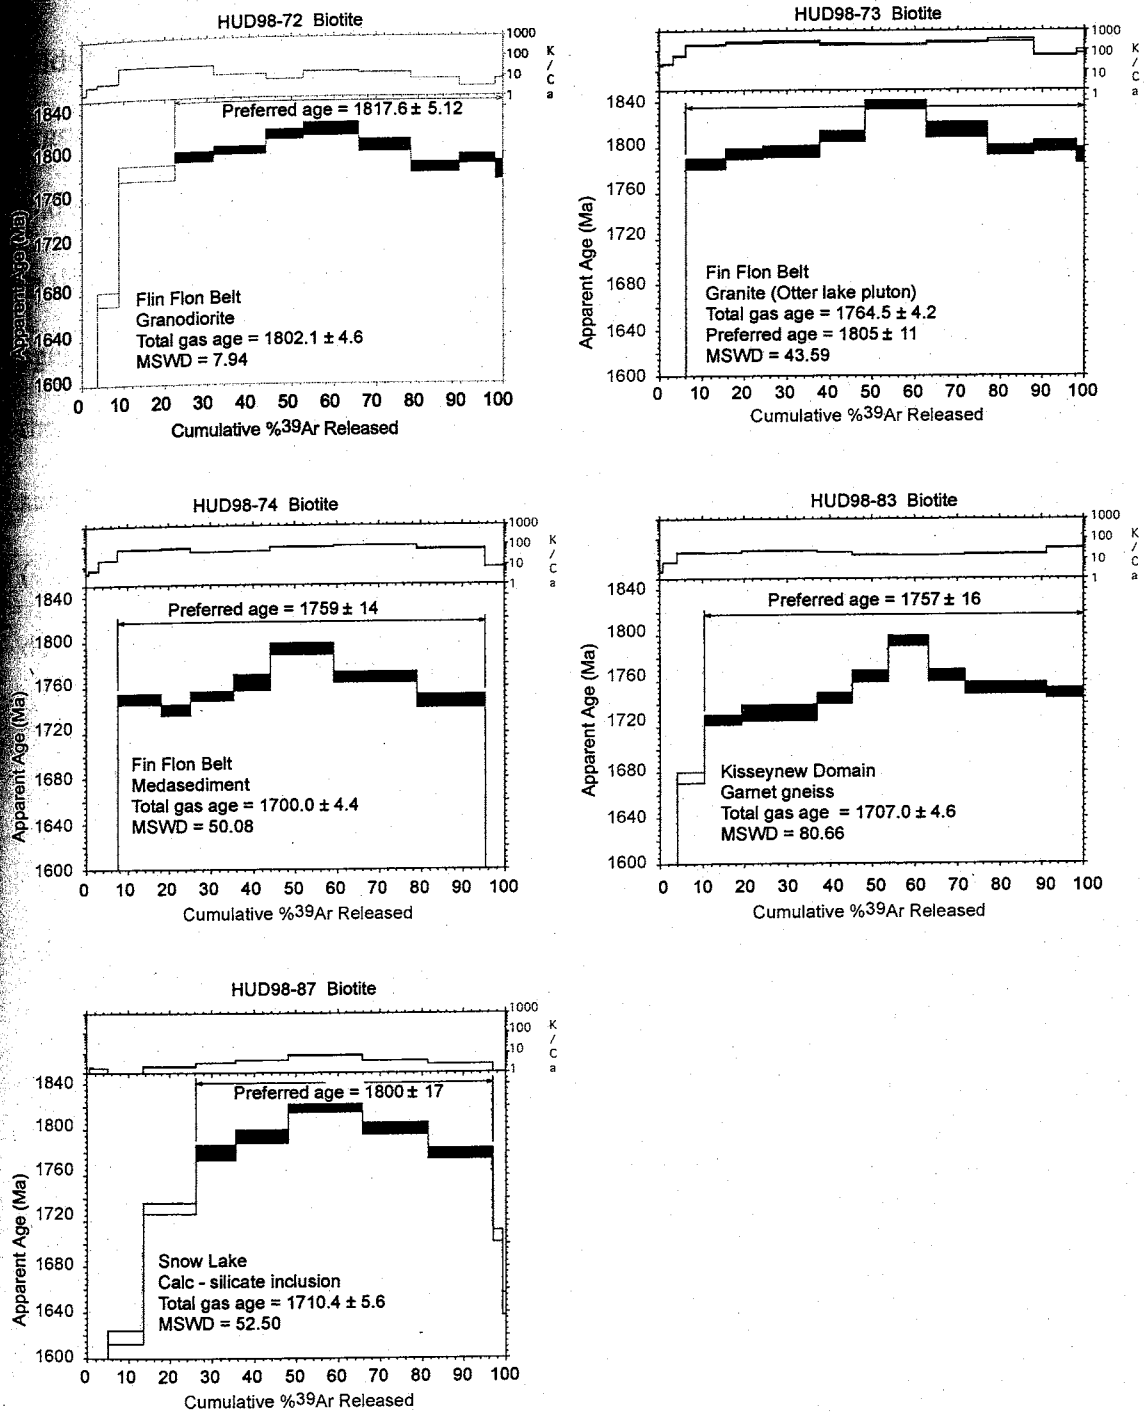 HUD98-72 Biotite
1000
100
10
1
K
/
C
a
Preferred age = 1817.6 ± 5.12
1840
1800
1760
1720
1680
1640
1600
Apparent Age (Ma)
Flin Flon Belt
Granodiorite
Total gas age = 1802.1 ± 4.6
MSWD = 7.94
0 10 20 30 40 50 60 70 80 90 100
Cumulative %39Ar Released
HUD98-73 Biotite
1000
100
10
1
K
/
C
a
1840
1800
1760
1720
1680
1640
1600
Apparent Age (Ma)
Fin Flon Belt
Granite (Otter lake pluton)
Total gas age = 1764.5 ± 4.2
Preferred age = 1805 ± 11
MSWD = 43.59
0 10 20 30 40 50 60 70 80 90 100
Cumulative %39Ar Released
HUD98-74 Biotite
1000
100
10
1
K
/
C
a
Preferred age = 1759 ± 14
1840
1800
1760
1720
1680
1640
1600
Apparent Age (Ma)
Fin Flon Belt
Medasediment
Total gas age = 1700.0 ± 4.4
MSWD = 50.08
0 10 20 30 40 50 60 70 80 90 100
Cumulative %39Ar Released
HUD98-83 Biotite
1000
100
10
1
K
/
C
a
Preferred age = 1757 ± 16
1840
1800
1760
1720
1680
1640
1600
Apparent Age (Ma)
Kisseynew Domain
Garnet gneiss
Total gas age = 1707.0 ± 4.6
MSWD = 80.66
0 10 20 30 40 50 60 70 80 90 100
Cumulative %39Ar Released
HUD98-87 Biotite
1000
100
10
1
K
/
C
a
Preferred age = 1800 ± 17
1840
1800
1760
1720
1680
1640
1600
Apparent Age (Ma)
Snow Lake
Calc - silicate inclusion
Total gas age = 1710.4 ± 5.6
MSWD = 52.50
0 10 20 30 40 50 60 70 80 90 100
Cumulative %39Ar Released